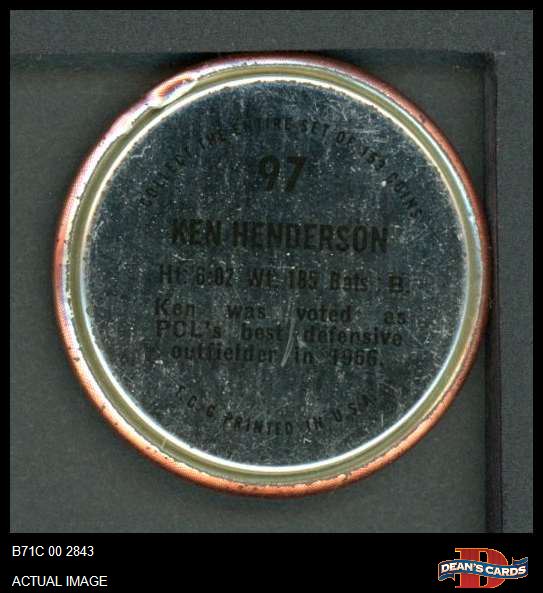 COLLECT THE ENTIRE SET OF 153 COINS
97
KEN HENDERSON
Ht: 6:02 Wt: 185 Bats: B.
Ken was voted as
PCL's best defensive
outfielder in 1966.
T.C.G PRINTED IN U.S.A.
B71C 00 2843
ACTUAL IMAGE
D
DEAN'S CARDS